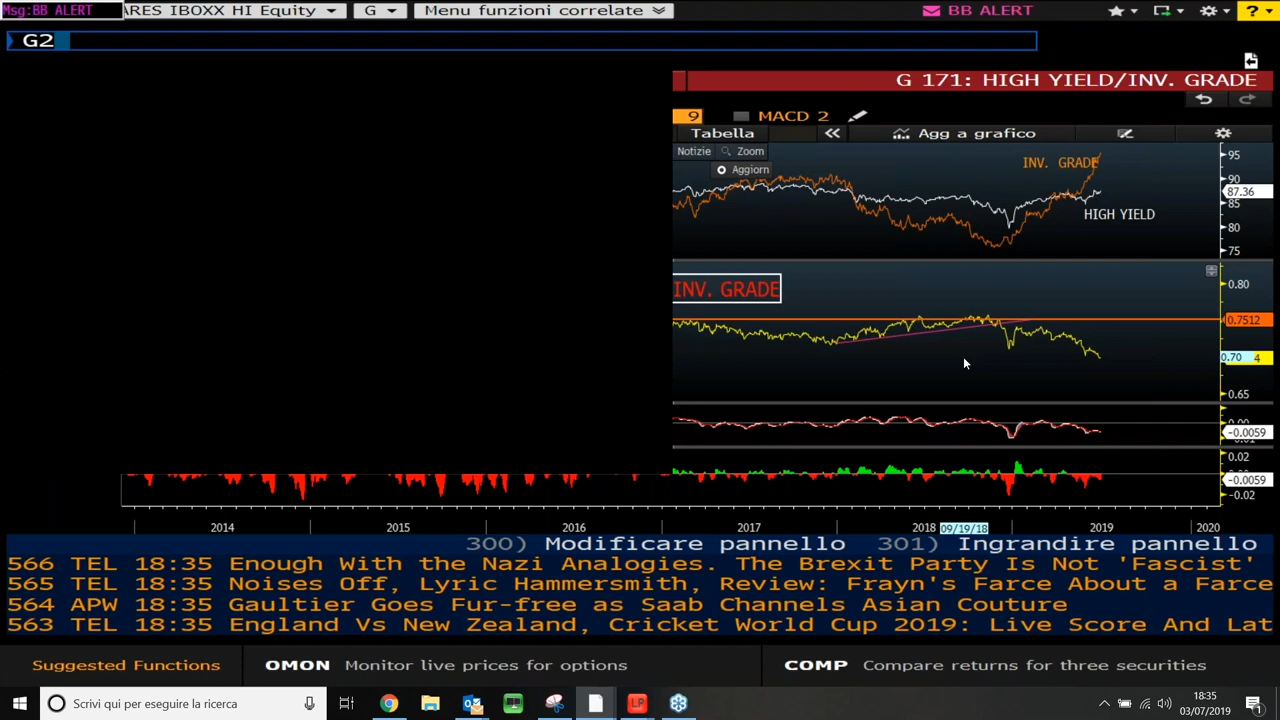 Msg:BB ALERT ARES IBOXX HI Equity G Menu funzioni correlate BB ALERT ?
G2
G 171: HIGH YIELD/INV. GRADE
9 MACD 2
Tabella Agg a grafico
Notizie Zoom
Aggiorn
INV. GRADE
HIGH YIELD
95
90
87.36
85
80
75
INV. GRADE
0.80
0.7512
0.70 4
0.65
-0.0059
0.02
-0.0059
-0.02
2014 2015 2016 2017 2018 09/19/18 2019 2020
300) Modificare pannello 301) Ingrandire pannello
566 TEL 18:35 Enough With the Nazi Analogies. The Brexit Party Is Not 'Fascist'
565 TEL 18:35 Noises Off, Lyric Hammersmith, Review: Frayn's Farce About a Farce
564 APW 18:35 Gaultier Goes Fur-free as Saab Channels Asian Couture
563 TEL 18:35 England Vs New Zealand, Cricket World Cup 2019: Live Score And Lat
Suggested Functions OMON Monitor live prices for options COMP Compare returns for three securities
Scrivi qui per eseguire la ricerca
LP
18:35
03/07/2019
1